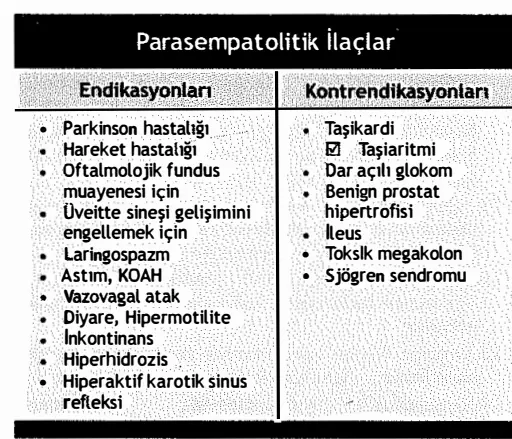 Parasempatolitik İlaçlar
Endikasyonları
Kontrendikasyonları
• Parkinson hastalığı
• Hareket hastalığı
• Oftalmolojik fundus
muayenesi için
• Üveitte sineşi gelişimini
engellemek için
• Laringospazm
• Astım, KOAH
• Vazovagal atak
• Diyare, Hipermotilite
• İnkontinans
• Hiperhidrozis
• Hiperaktif karotik sinus
refleksi
• Taşikardi
☑ Taşiaritmi
• Dar açılı glokom
• Benign prostat
hipertrofisi
• İleus
• Toksik megakolon
• Sjögren sendromu